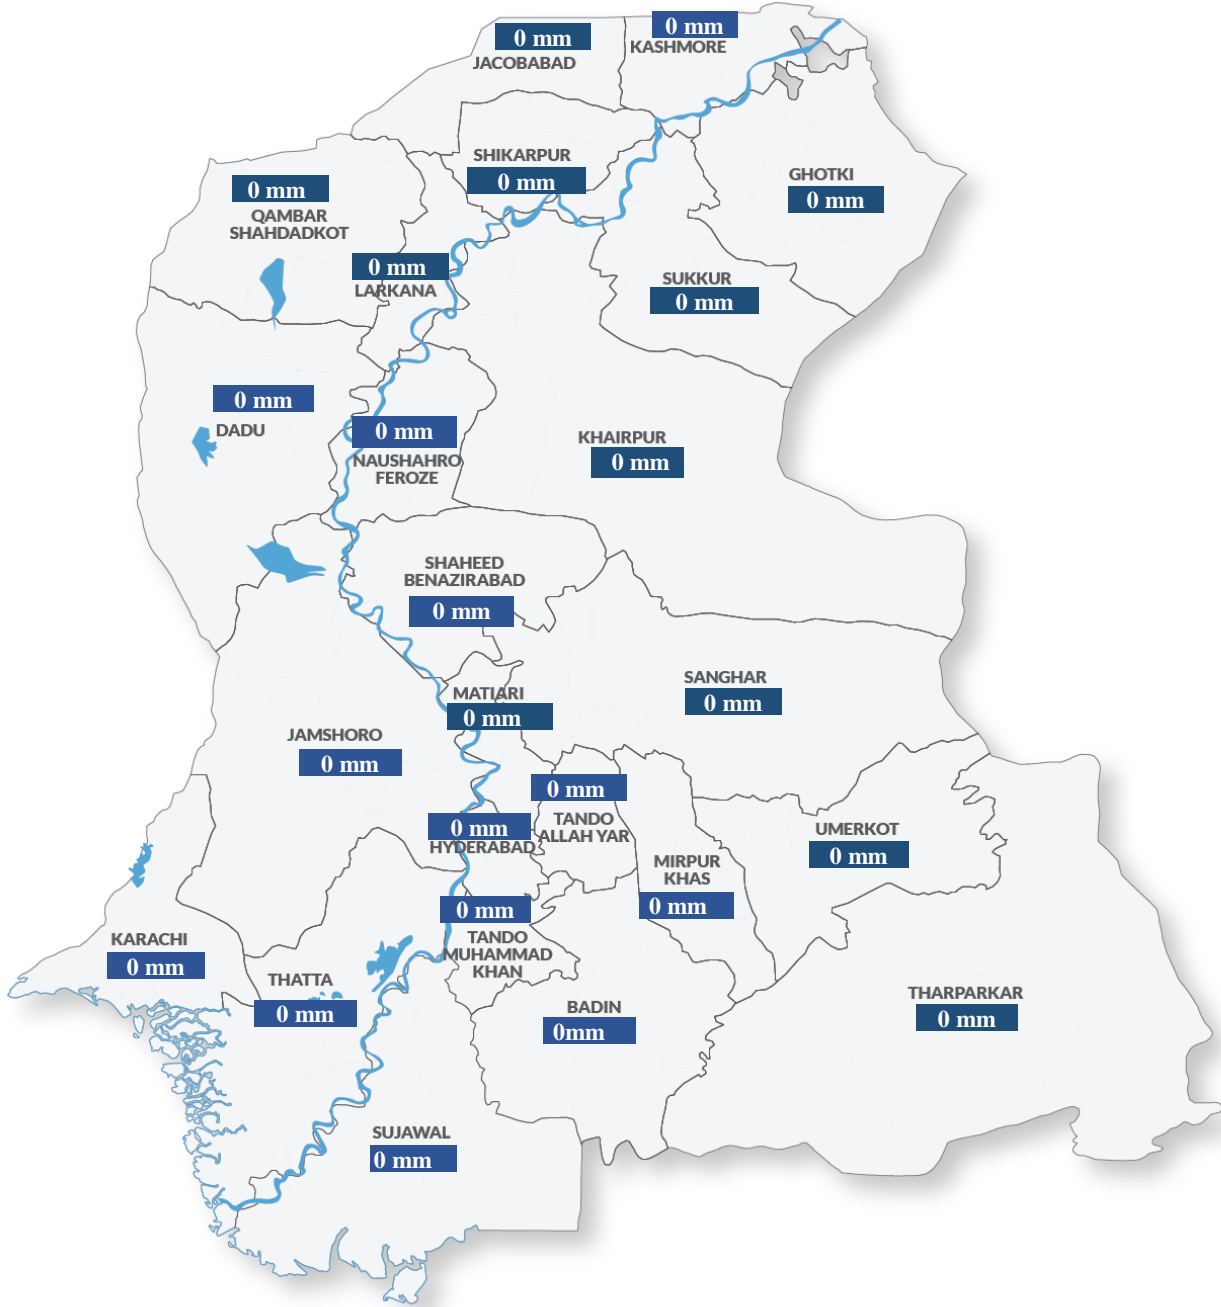 0 mm
KASHMORE
0 mm
JACOBABAD
SHIKARPUR
0 mm
GHOTKI
0 mm
0 mm
QAMBAR
SHAHDADKOT
0 mm
LARKANA
SUKKUR
0 mm
0 mm
DADU
0 mm
NAUSHAHRO
FEROZE
KHAIRPUR
0 mm
SHAHEED
BENAZIRABAD
0 mm
SANGHAR
0 mm
MATIARI
0 mm
JAMSHORO
0 mm
0 mm
TANDO
ALLAH YAR
0 mm
HYDERABAD
UMERKOT
0 mm
MIRPUR
KHAS
0 mm
0 mm
TANDO
MUHAMMAD
KHAN
KARACHI
0 mm
THATTA
0 mm
BADIN
0mm
THARPARKAR
0 mm
SUJAWAL
0 mm